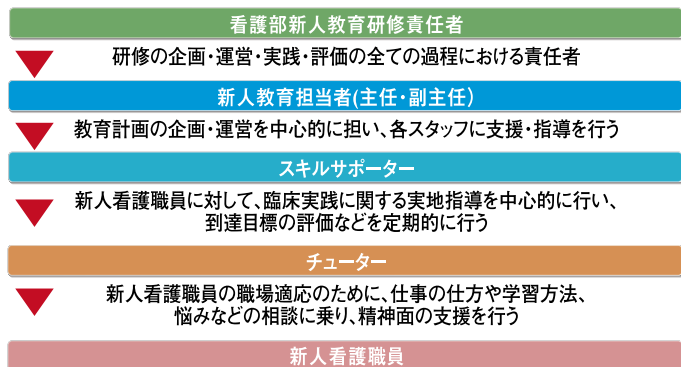 看護部新人教育研修責任者
研修の企画・運営・実践・評価の全ての過程における責任者
新人教育担当者(主任・副主任)
教育計画の企画・運営を中心的に担い、各スタッフに支援・指導を行う
スキルサポーター
新人看護職員に対して、臨床実践に関する実地指導を中心的に行い、
到達目標の評価などを定期的に行う
チューター
新人看護職員の職場適応のために、仕事の仕方や学習方法、
悩みなどの相談に乗り、精神面の支援を行う
新人看護職員